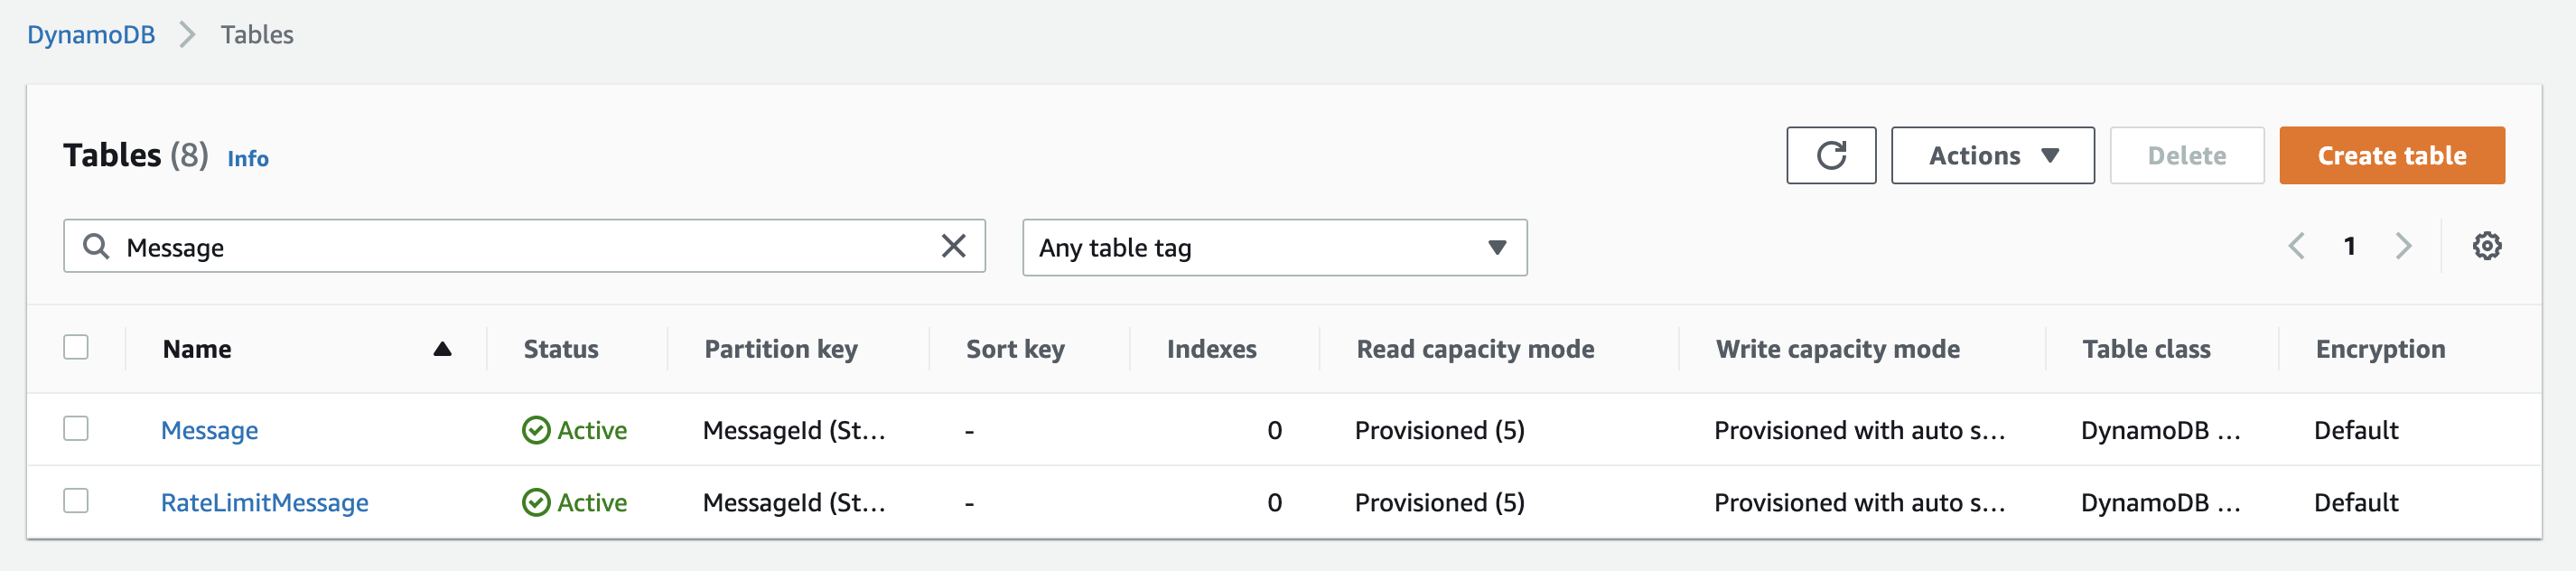 DynamoDB > Tables
Tables (8) Info
Actions Delete Create table
Message Any table tag 1
Name Status Partition key Sort key Indexes Read capacity mode Write capacity mode Table class Encryption
Message Active MessageId (St... - 0 Provisioned (5) Provisioned with auto s... DynamoDB ... Default
RateLimitMessage Active MessageId (St... - 0 Provisioned (5) Provisioned with auto s... DynamoDB ... Default